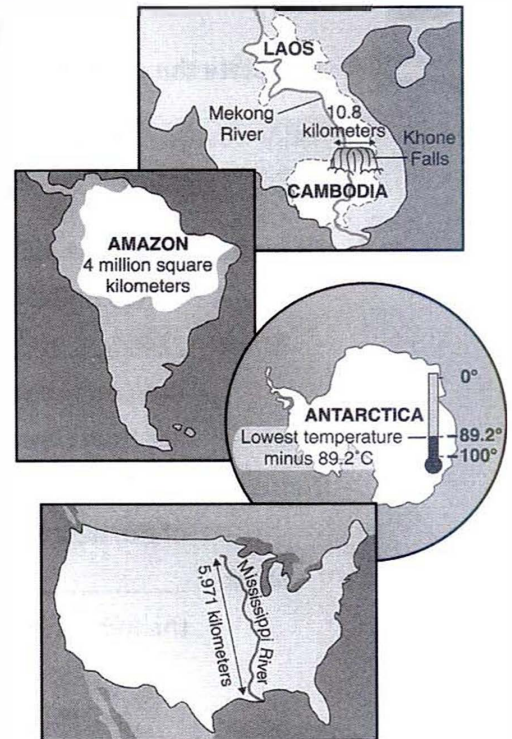 LAOS
Mekong
River
10.8
kilometers
Khone
Falls
CAMBODIA
AMAZON
4 million square
kilometers
0°
ANTARCTICA
Lowest temperature
minus 89.2°C
–89.2°
–100°
Mississippi River
5,971 kilometers